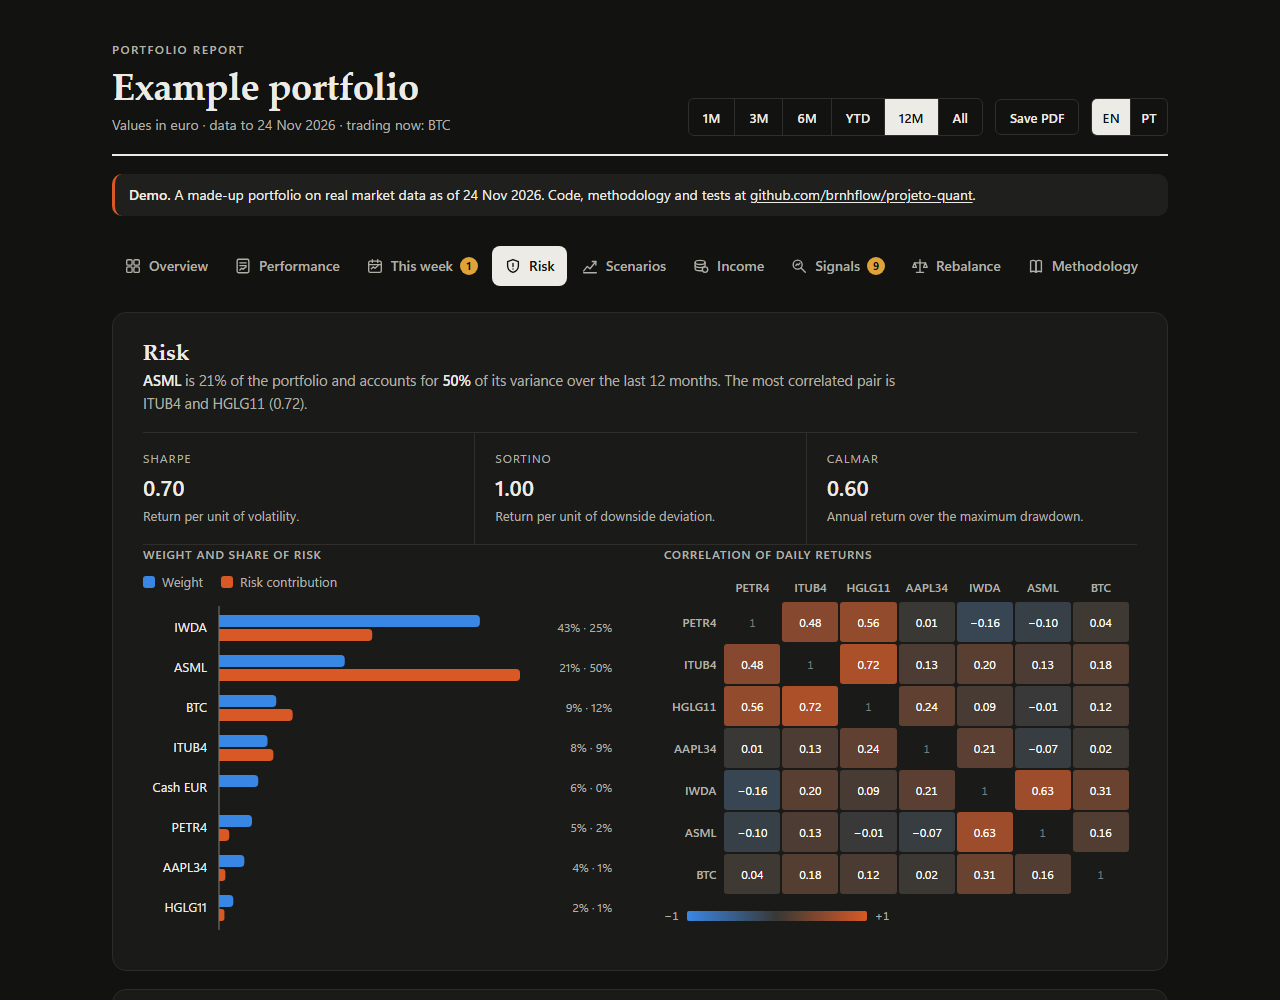 PORTFOLIO REPORT
Example portfolio
Values in euro · data to 24 Nov 2026 · trading now: BTC
1M 3M 6M YTD 12M All Save PDF EN PT
Demo. A made-up portfolio on real market data as of 24 Nov 2026. Code, methodology and tests at github.com/brnhflow/projeto-quant.
Overview Performance This week 1 Risk Scenarios Income Signals 9 Rebalance Methodology
Risk
ASML is 21% of the portfolio and accounts for 50% of its variance over the last 12 months. The most correlated pair is
ITUB4 and HGLG11 (0.72).
SHARPE
0.70
Return per unit of volatility.
SORTINO
1.00
Return per unit of downside deviation.
CALMAR
0.60
Annual return over the maximum drawdown.
WEIGHT AND SHARE OF RISK
Weight Risk contribution
IWDA 43% · 25%
ASML 21% · 50%
BTC 9% · 12%
ITUB4 8% · 9%
Cash EUR 6% · 0%
PETR4 5% · 2%
AAPL34 4% · 1%
HGLG11 2% · 1%
CORRELATION OF DAILY RETURNS
PETR4 ITUB4 HGLG11 AAPL34 IWDA ASML BTC
PETR4 1 0.48 0.56 0.01 −0.16 −0.10 0.04
ITUB4 0.48 1 0.72 0.13 0.20 0.13 0.18
HGLG11 0.56 0.72 1 0.24 0.09 −0.01 0.12
AAPL34 0.01 0.13 0.24 1 0.21 −0.07 0.02
IWDA −0.16 0.20 0.09 0.21 1 0.63 0.31
ASML −0.10 0.13 −0.01 −0.07 0.63 1 0.16
BTC 0.04 0.18 0.12 0.02 0.31 0.16 1
−1 +1